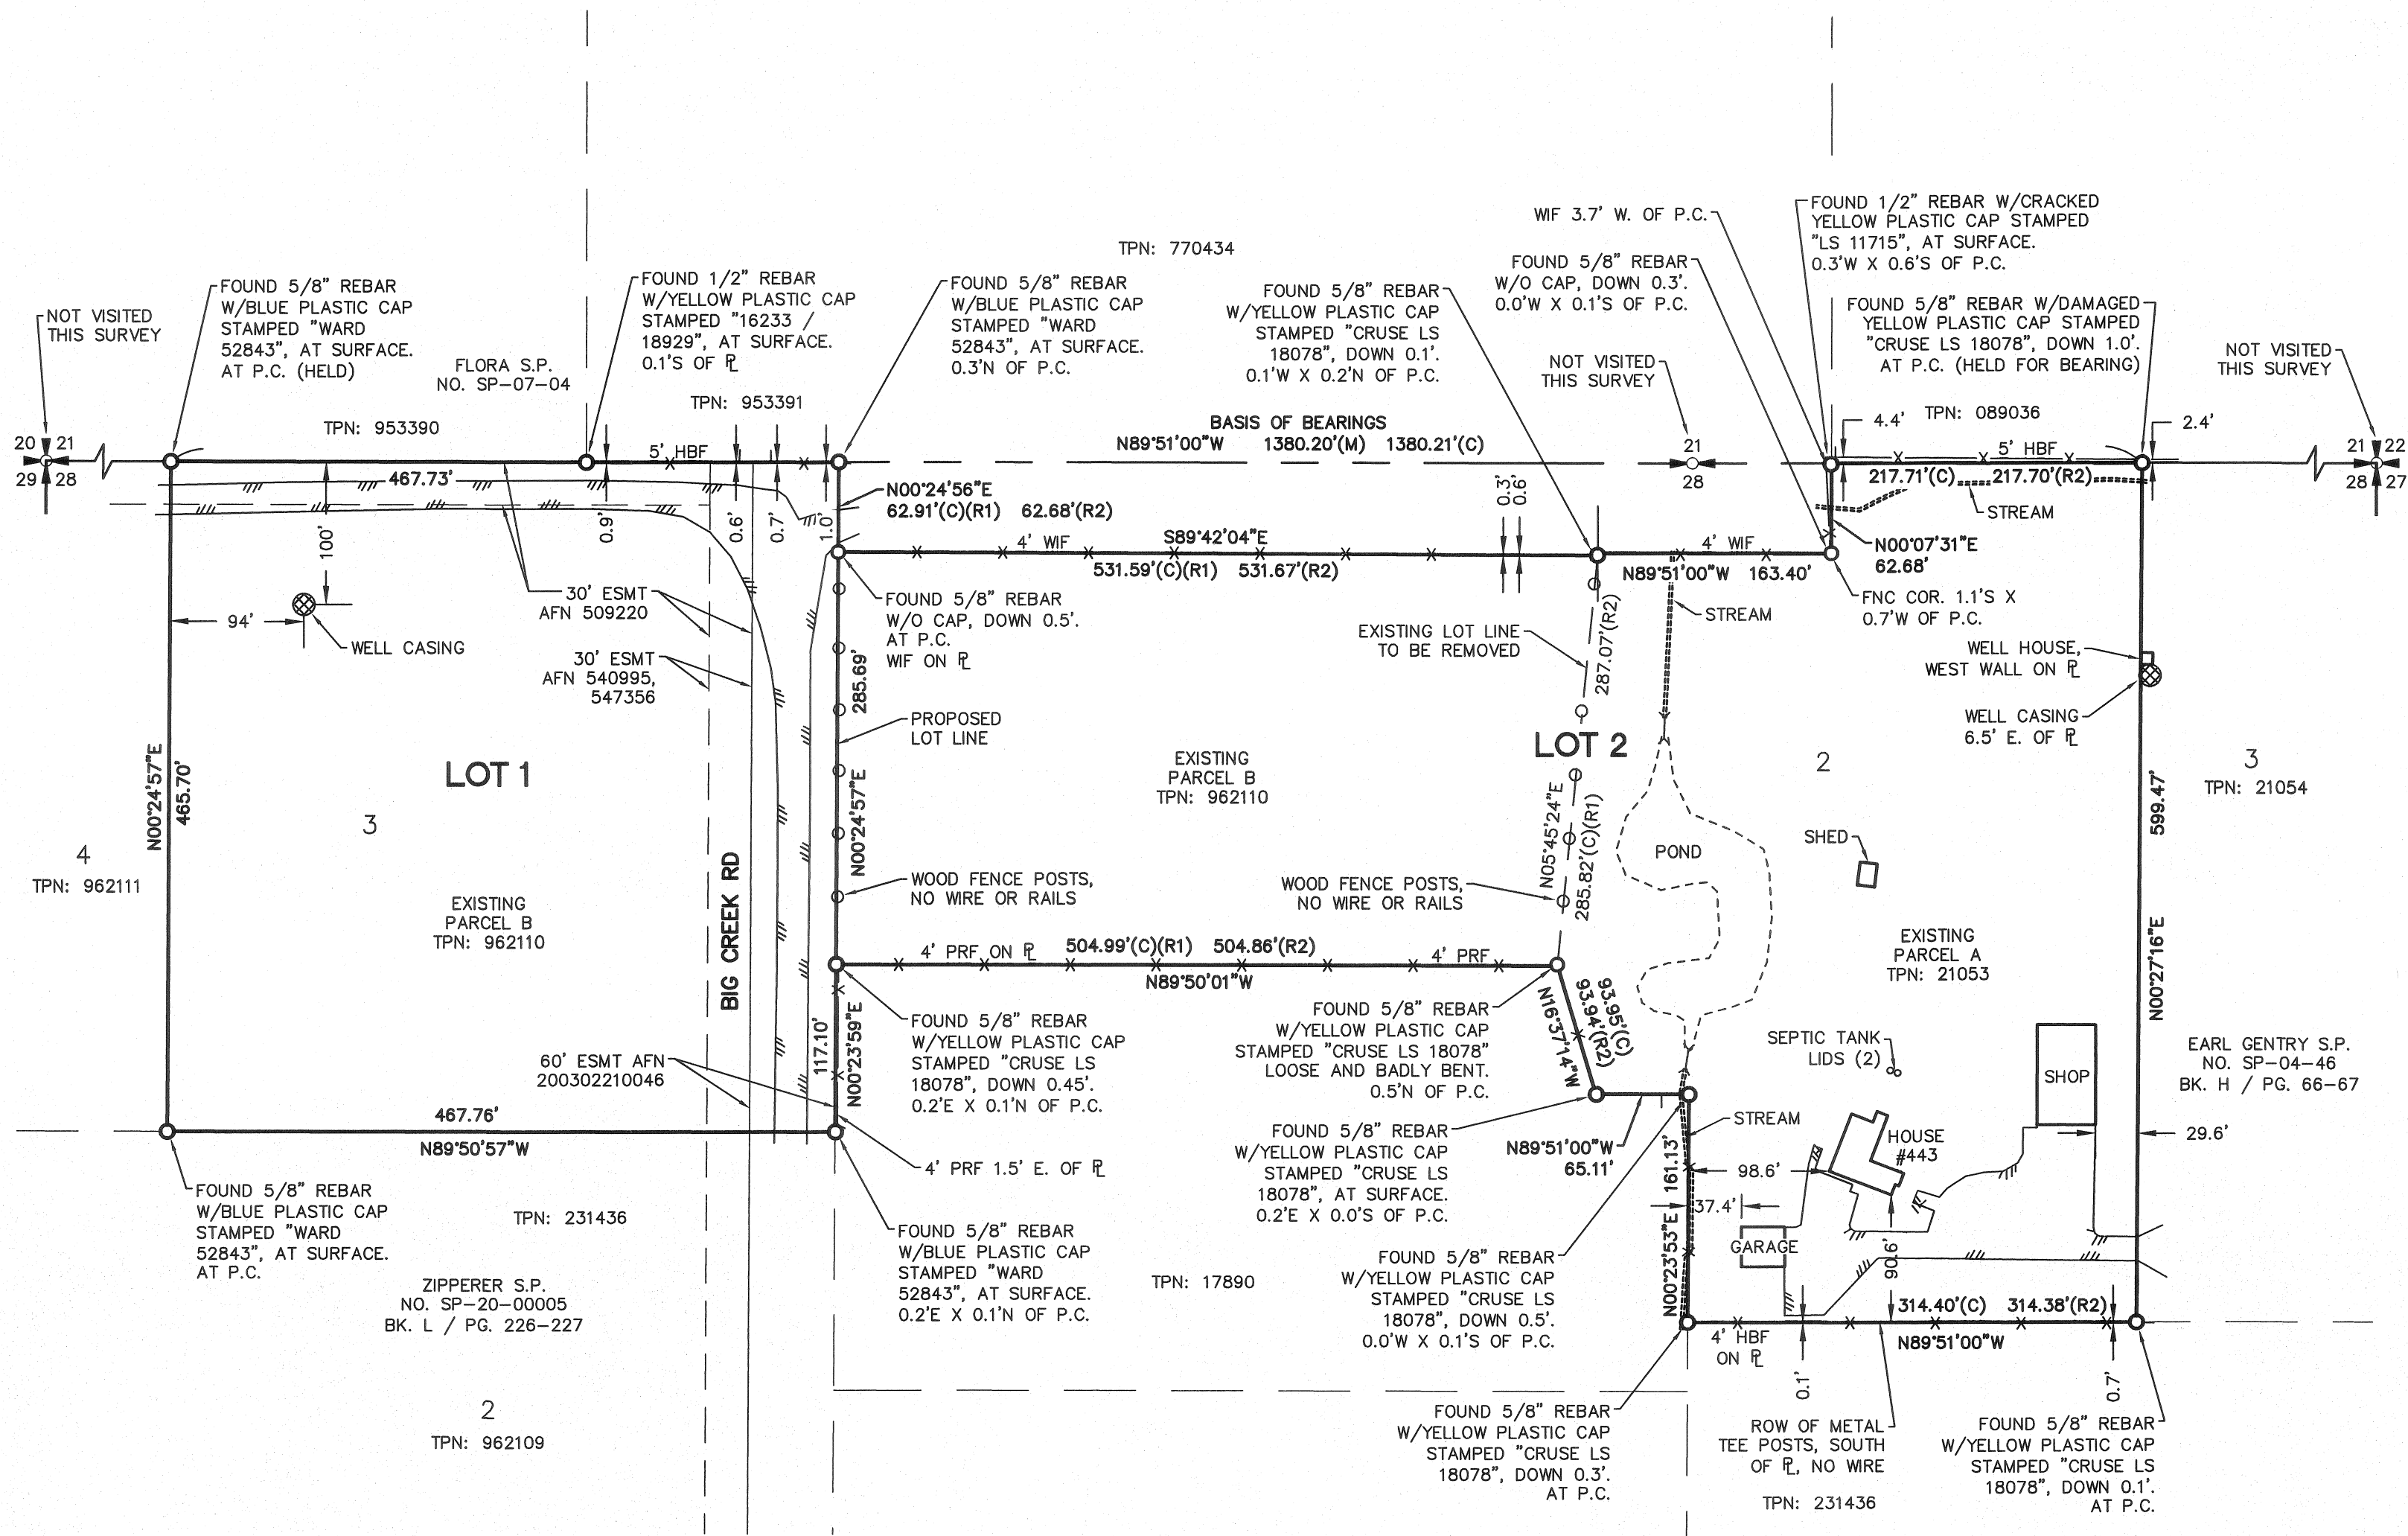 NOT VISITED
THIS SURVEY
20 21
29 28
FOUND 5/8" REBAR
W/BLUE PLASTIC CAP
STAMPED "WARD
52843", AT SURFACE.
AT P.C. (HELD)
FLORA S.P.
NO. SP-07-04
TPN: 953390
FOUND 1/2" REBAR
W/YELLOW PLASTIC CAP
STAMPED "16233 /
18929", AT SURFACE.
0.1'S OF ℄
TPN: 953391
FOUND 5/8" REBAR
W/BLUE PLASTIC CAP
STAMPED "WARD
52843", AT SURFACE.
0.3'N OF P.C.
TPN: 770434
FOUND 5/8" REBAR
W/YELLOW PLASTIC CAP
STAMPED "CRUSE LS
18078", DOWN 0.1'.
0.1'W X 0.2'N OF P.C.
WIF 3.7' W. OF P.C.
FOUND 5/8" REBAR
W/O CAP, DOWN 0.3'.
0.0'W X 0.1'S OF P.C.
NOT VISITED
THIS SURVEY
21
28
FOUND 1/2" REBAR W/CRACKED
YELLOW PLASTIC CAP STAMPED
"LS 11715", AT SURFACE.
0.3'W X 0.6'S OF P.C.
FOUND 5/8" REBAR W/DAMAGED
YELLOW PLASTIC CAP STAMPED
"CRUSE LS 18078", DOWN 1.0'.
AT P.C. (HELD FOR BEARING)
4.4'
TPN: 089036
2.4'
NOT VISITED
THIS SURVEY
21 22
28 27
BASIS OF BEARINGS
N89°51'00"W 1380.20'(M) 1380.21'(C)
5' HBF
467.73'
5' HBF
217.71'(C) 217.70'(R2)
STREAM
100'
0.9'
0.6'
0.7'
1.0'
N00°24'56"E
62.91'(C)(R1) 62.68'(R2)
4' WIF
S89°42'04"E
531.59'(C)(R1) 531.67'(R2)
0.3'
0.6'
4' WIF
N89°51'00"W 163.40'
N00°07'31"E
62.68'
FNC COR. 1.1'S X
0.7'W OF P.C.
94'
WELL CASING
30' ESMT
AFN 509220
30' ESMT
AFN 540995,
547356
FOUND 5/8" REBAR
W/O CAP, DOWN 0.5'.
AT P.C.
WIF ON ℄
EXISTING LOT LINE
TO BE REMOVED
287.07'(R2)
STREAM
WELL HOUSE,
WEST WALL ON ℄
WELL CASING
6.5' E. OF ℄
N00°24'57"E
465.70'
LOT 1
3
285.69'
N00°24'57"E
PROPOSED
LOT LINE
EXISTING
PARCEL B
TPN: 962110
LOT 2
2
3
TPN: 21054
599.47'
N00°27'16"E
4
TPN: 962111
EXISTING
PARCEL B
TPN: 962110
BIG CREEK RD
WOOD FENCE POSTS,
NO WIRE OR RAILS
WOOD FENCE POSTS,
NO WIRE OR RAILS
N05°45'24"E
285.82'(C)(R1)
POND
SHED
EXISTING
PARCEL A
TPN: 21053
4' PRF ON ℄
504.99'(C)(R1) 504.86'(R2)
4' PRF
N89°50'01"W
FOUND 5/8" REBAR
W/YELLOW PLASTIC CAP
STAMPED "CRUSE LS
18078", DOWN 0.45'.
0.2'E X 0.1'N OF P.C.
FOUND 5/8" REBAR
W/YELLOW PLASTIC CAP
STAMPED "CRUSE LS 18078"
LOOSE AND BADLY BENT.
0.5'N OF P.C.
93.95'(C)
93.94'(R2)
N16°37'14"W
SEPTIC TANK
LIDS (2)
SHOP
EARL GENTRY S.P.
NO. SP-04-46
BK. H / PG. 66-67
60' ESMT AFN
200302210046
117.10'
N00°23'59"E
467.76'
N89°50'57"W
4' PRF 1.5' E. OF ℄
FOUND 5/8" REBAR
W/YELLOW PLASTIC CAP
STAMPED "CRUSE LS
18078", AT SURFACE.
0.2'E X 0.0'S OF P.C.
N89°51'00"W
65.11'
STREAM
HOUSE
#443
29.6'
98.6'
37.4'
GARAGE
90.6'
N00°23'53"E 161.13'
FOUND 5/8" REBAR
W/BLUE PLASTIC CAP
STAMPED "WARD
52843", AT SURFACE.
AT P.C.
TPN: 231436
ZIPPERER S.P.
NO. SP-20-00005
BK. L / PG. 226-227
2
TPN: 962109
FOUND 5/8" REBAR
W/BLUE PLASTIC CAP
STAMPED "WARD
52843", AT SURFACE.
0.2'E X 0.1'N OF P.C.
TPN: 17890
FOUND 5/8" REBAR
W/YELLOW PLASTIC CAP
STAMPED "CRUSE LS
18078", DOWN 0.5'.
0.0'W X 0.1'S OF P.C.
314.40'(C) 314.38'(R2)
N89°51'00"W
4' HBF
ON ℄
0.1'
0.7'
FOUND 5/8" REBAR
W/YELLOW PLASTIC CAP
STAMPED "CRUSE LS
18078", DOWN 0.3'.
AT P.C.
ROW OF METAL
TEE POSTS, SOUTH
OF ℄, NO WIRE
TPN: 231436
FOUND 5/8" REBAR
W/YELLOW PLASTIC CAP
STAMPED "CRUSE LS
18078", DOWN 0.1'.
AT P.C.